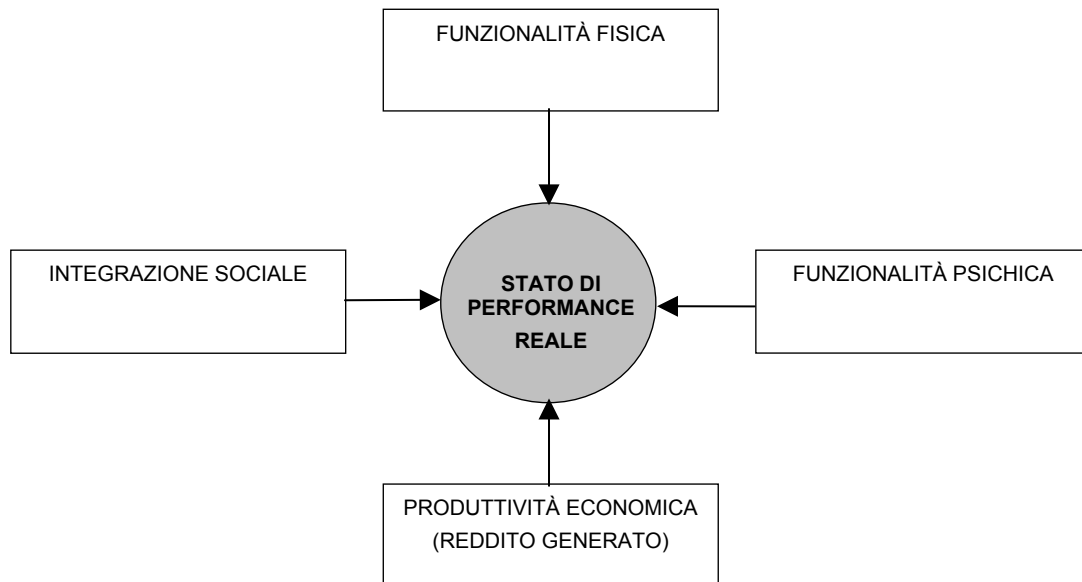 FUNZIONALITÀ FISICA
INTEGRAZIONE SOCIALE
STATO DI
PERFORMANCE
REALE
FUNZIONALITÀ PSICHICA
PRODUTTIVITÀ ECONOMICA
(REDDITO GENERATO)